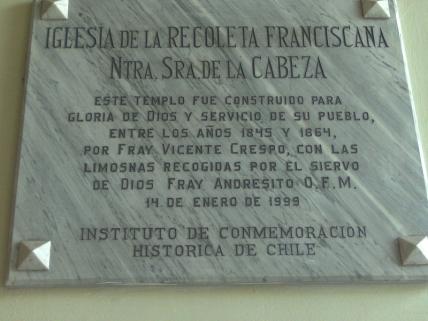 IGLESIA DE LA RECOLETA FRANCISCANA
NTRA. SRA. DE LA CABEZA
ESTE TEMPLO FUE CONSTRUIDO PARA
GLORIA DE DIOS Y SERVICIO DE SU PUEBLO,
ENTRE LOS AÑOS 1845 Y 1864,
POR FRAY VICENTE CRESPO, CON LAS
LIMOSNAS RECOGIDAS POR EL SIERVO
DE DIOS FRAY ANDRESITO O.F.M.
14 DE ENERO DE 1999
INSTITUTO DE CONMEMORACION
HISTORICA DE CHILE